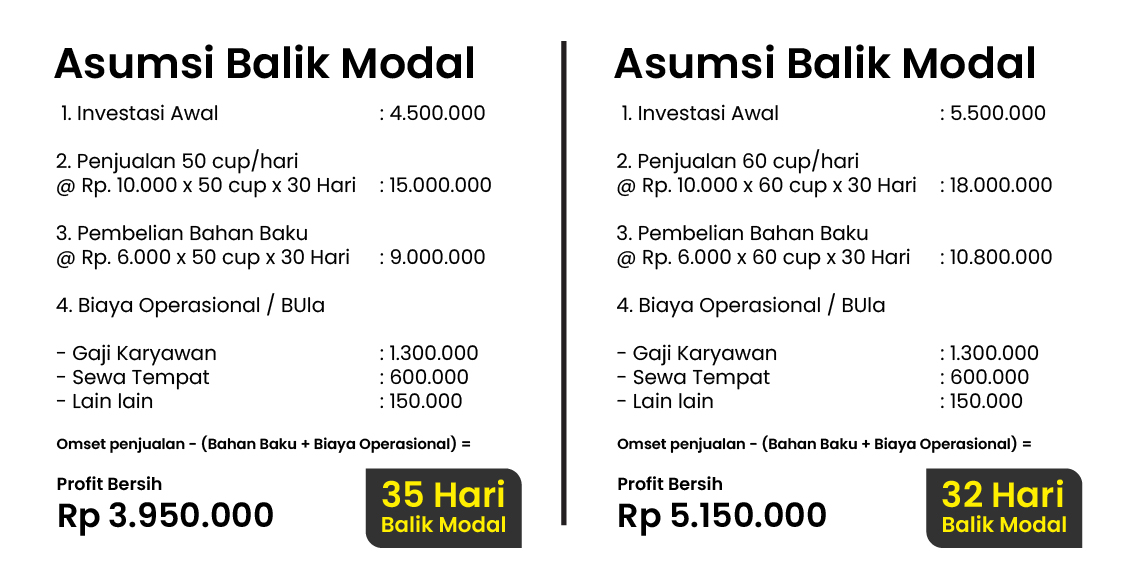 Asumsi Balik Modal
1. Investasi Awal : 4.500.000
2. Penjualan 50 cup/hari
@ Rp. 10.000 x 50 cup x 30 Hari : 15.000.000
3. Pembelian Bahan Baku
@ Rp. 6.000 x 50 cup x 30 Hari : 9.000.000
4. Biaya Operasional / BUla
- Gaji Karyawan : 1.300.000
- Sewa Tempat : 600.000
- Lain lain : 150.000
Omset penjualan - (Bahan Baku + Biaya Operasional) =
Profit Bersih
Rp 3.950.000
35 Hari
Balik Modal
Asumsi Balik Modal
1. Investasi Awal : 5.500.000
2. Penjualan 60 cup/hari
@ Rp. 10.000 x 60 cup x 30 Hari : 18.000.000
3. Pembelian Bahan Baku
@ Rp. 6.000 x 60 cup x 30 Hari : 10.800.000
4. Biaya Operasional / BUla
- Gaji Karyawan : 1.300.000
- Sewa Tempat : 600.000
- Lain lain : 150.000
Omset penjualan - (Bahan Baku + Biaya Operasional) =
Profit Bersih
Rp 5.150.000
32 Hari
Balik Modal